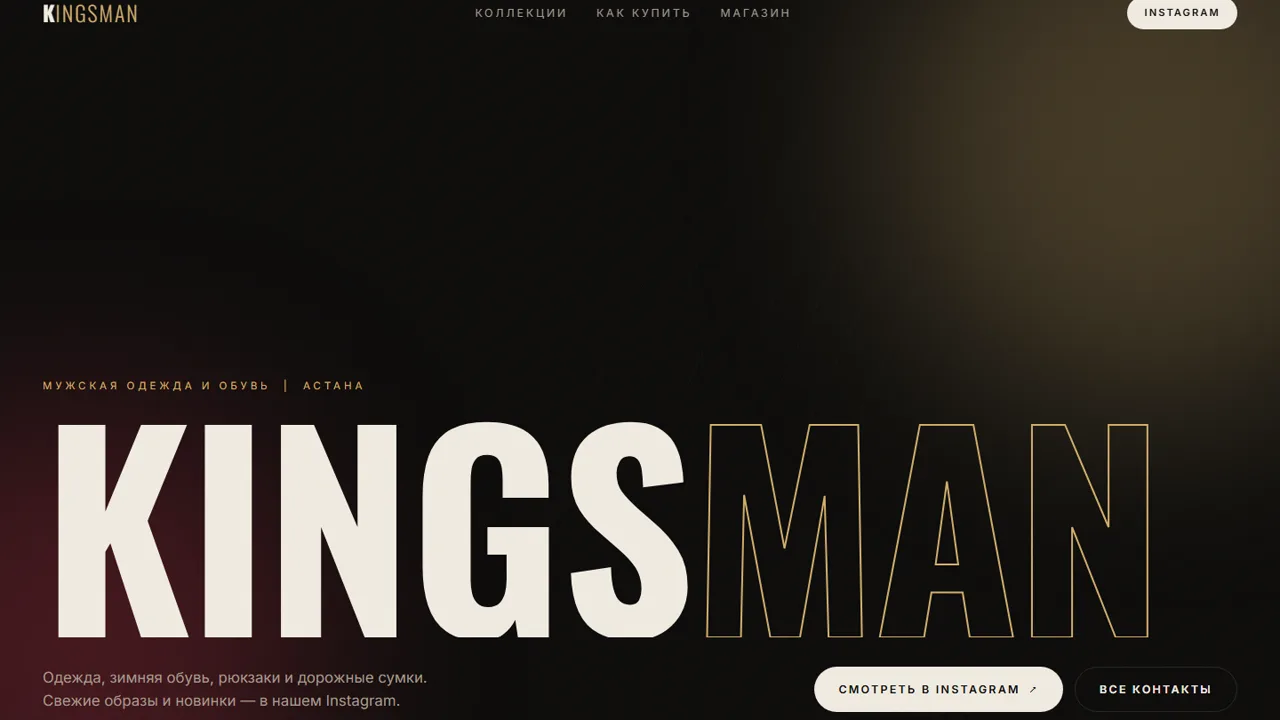 KINGSMAN
КОЛЛЕКЦИИ
КАК КУПИТЬ
МАГАЗИН
INSTAGRAM
МУЖСКАЯ ОДЕЖДА И ОБУВЬ | АСТАНА
KINGSMAN
Одежда, зимняя обувь, рюкзаки и дорожные сумки.
Свежие образы и новинки — в нашем Instagram.
СМОТРЕТЬ В INSTAGRAM ↗
ВСЕ КОНТАКТЫ